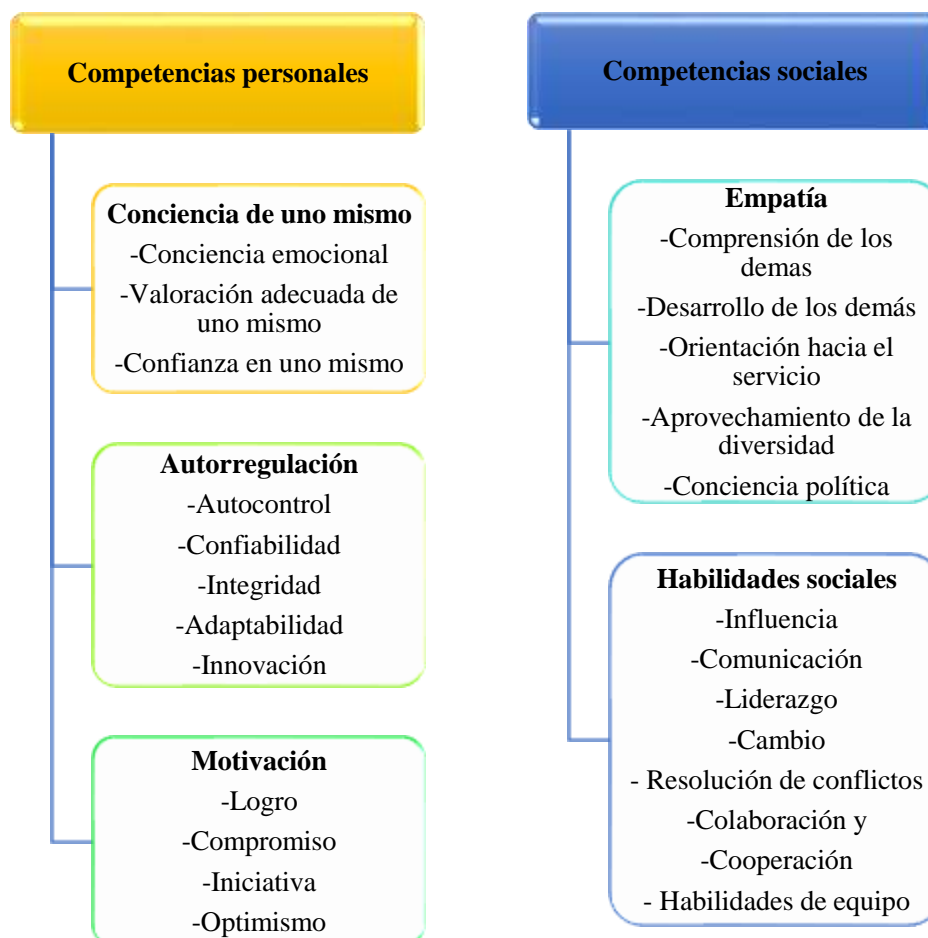 Competencias personales
Conciencia de uno mismo
-Conciencia emocional
-Valoración adecuada de
uno mismo
-Confianza en uno mismo
Autorregulación
-Autocontrol
-Confiabilidad
-Integridad
-Adaptabilidad
-Innovación
Motivación
-Logro
-Compromiso
-Iniciativa
-Optimismo
Competencias sociales
Empatía
-Comprensión de los
demas
-Desarrollo de los demás
-Orientación hacia el
servicio
-Aprovechamiento de la
diversidad
-Conciencia política
Habilidades sociales
-Influencia
-Comunicación
-Liderazgo
-Cambio
- Resolución de conflictos
-Colaboración y
-Cooperación
- Habilidades de equipo